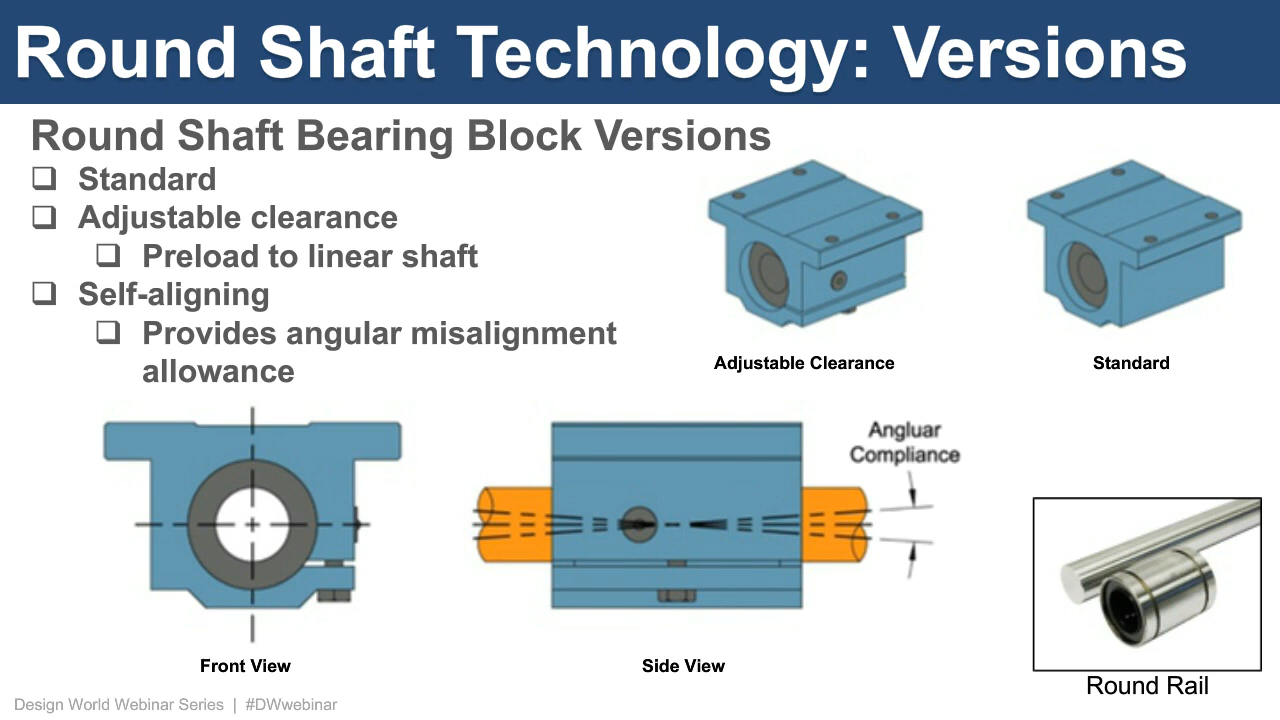 Round Shaft Technology: Versions
Round Shaft Bearing Block Versions
❑ Standard
❑ Adjustable clearance
❑ Preload to linear shaft
❑ Self-aligning
❑ Provides angular misalignment
allowance
Adjustable Clearance
Standard
Angluar
Compliance
Front View
Side View
Round Rail
Design World Webinar Series | #DWwebinar